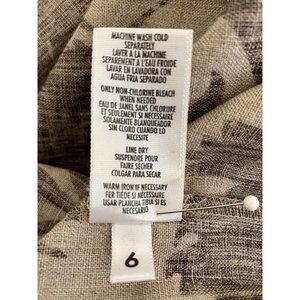 MACHINE WASH COLD
SEPARATELY
LAVER A LA MACHINE
SEPAREMENT A L'EAU FROIDE
LAVAR EN LAVADORA CON
AGUA FRIA SEPARADO
ONLY NON-CHLORINE BLEACH
WHEN NEEDED
EAU DE JANEL SANS CHLORURE
ET SEULEMENT SI NÉCESSAIRE
SOLAMENTE BLANQUEADOR
SIN CLORO CUANDO LO
NECESITE
LINE DRY
SUSPENDRE POUR
FAIRE SÉCHER
COLGAR PARA SECAR
WARM IRON IF NECESSARY
FER TIÈDE SI NÉCESSAIRE
USAR PLANCHA TIBIA SI ES
NECESARIO
6